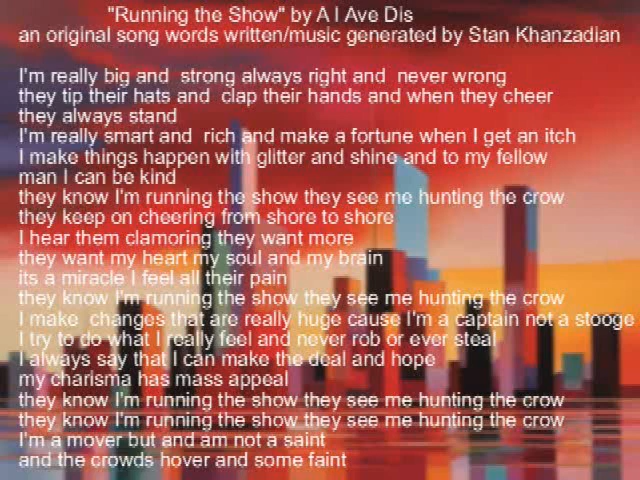 "Running the Show" by A I Ave Dis
an original song words written/music generated by Stan Khanzadian
I'm really big and strong always right and never wrong
they tip their hats and clap their hands and when they cheer
they always stand
I'm really smart and rich and make a fortune when I get an itch
I make things happen with glitter and shine and to my fellow
man I can be kind
they know I'm running the show they see me hunting the crow
they keep on cheering from shore to shore
I hear them clamoring they want more
they want my heart my soul and my brain
its a miracle I feel all their pain
they know I'm running the show they see me hunting the crow
I make changes that are really huge cause I'm a captain not a stooge
I try to do what I really feel and never rob or ever steal
I always say that I can make the deal and hope
my charisma has mass appeal
they know I'm running the show they see me hunting the crow
they know I'm running the show they see me hunting the crow
I'm a mover but and am not a saint
and the crowds hover and some faint